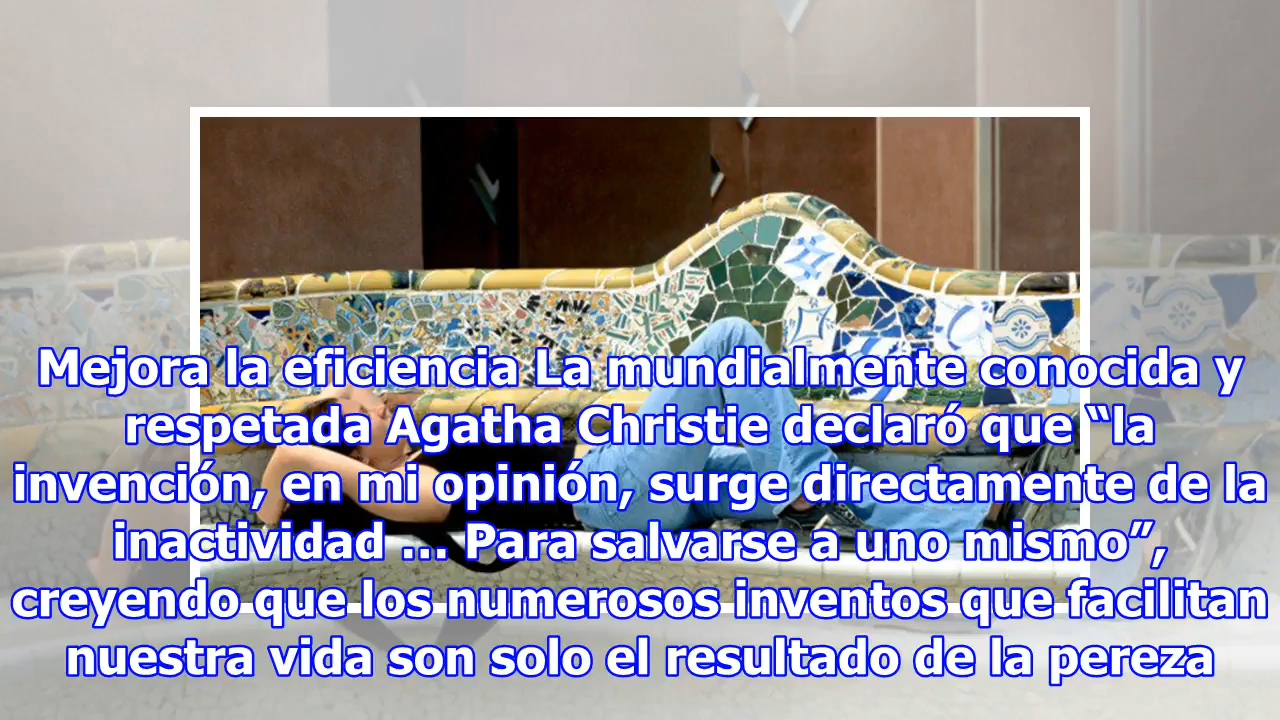 Mejora la eficiencia La mundialmente conocida y
respetada Agatha Christie declaró que “la
invención, en mi opinión, surge directamente de la
inactividad ... Para salvarse a uno mismo”,
creyendo que los numerosos inventos que facilitan
nuestra vida son solo el resultado de la pereza